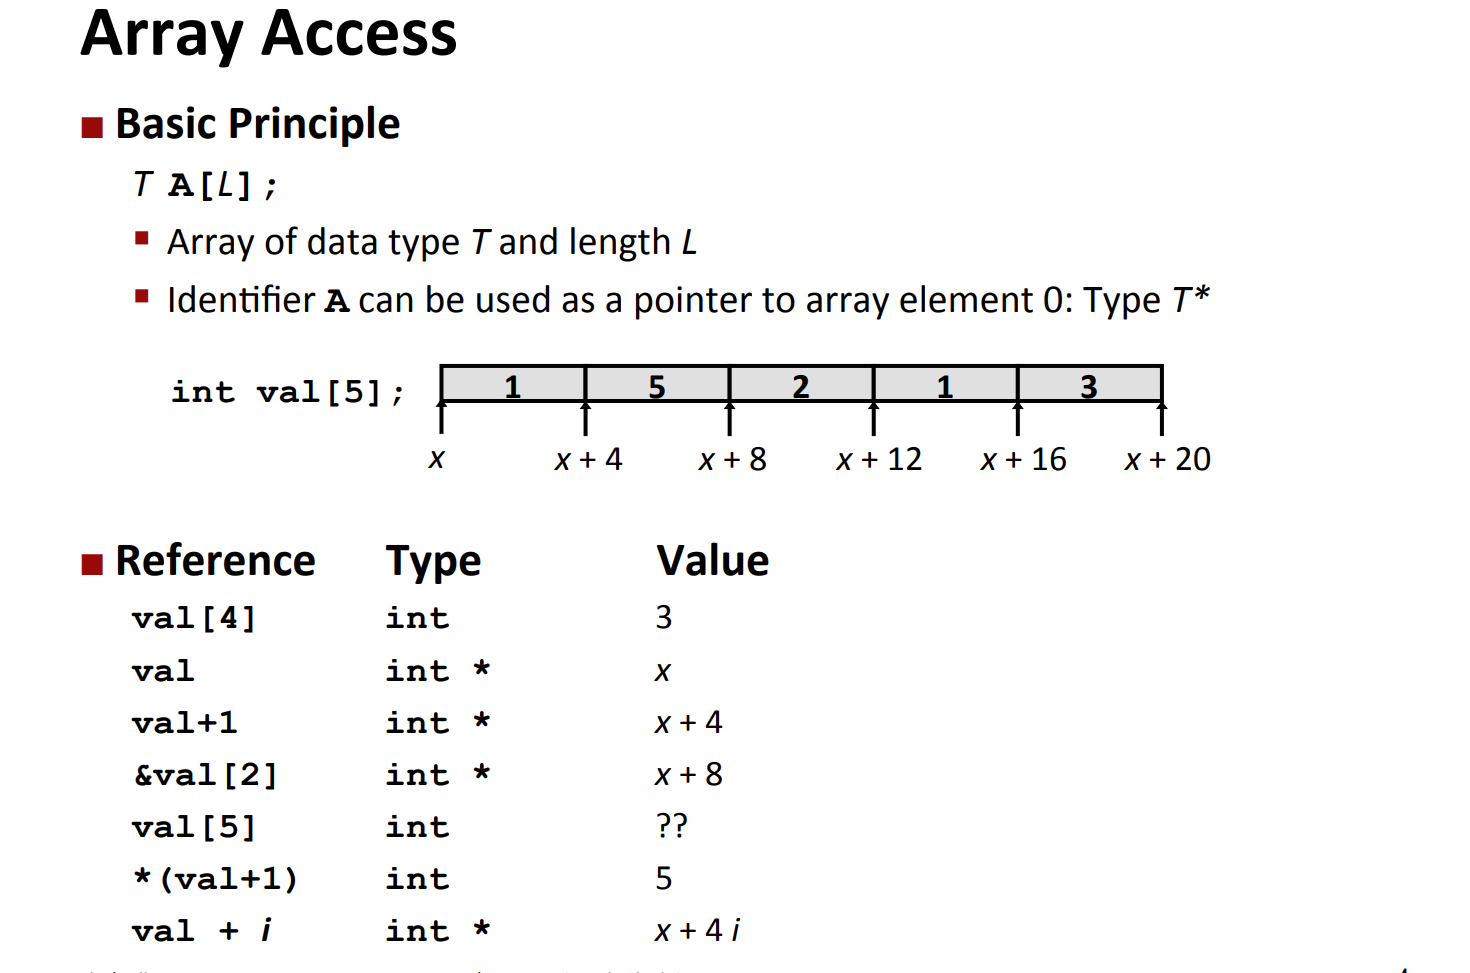 Array Access
Basic Principle
T A[L];
Array of data type T and length L
Identifier A can be used as a pointer to array element 0: Type T*
int val[5]; 1 5 2 1 3
x x + 4 x + 8 x + 12 x + 16 x + 20
Reference Type Value
val[4] int 3
val int * x
val+1 int * x + 4
&val[2] int * x + 8
val[5] int ??
*(val+1) int 5
val + i int * x + 4 i